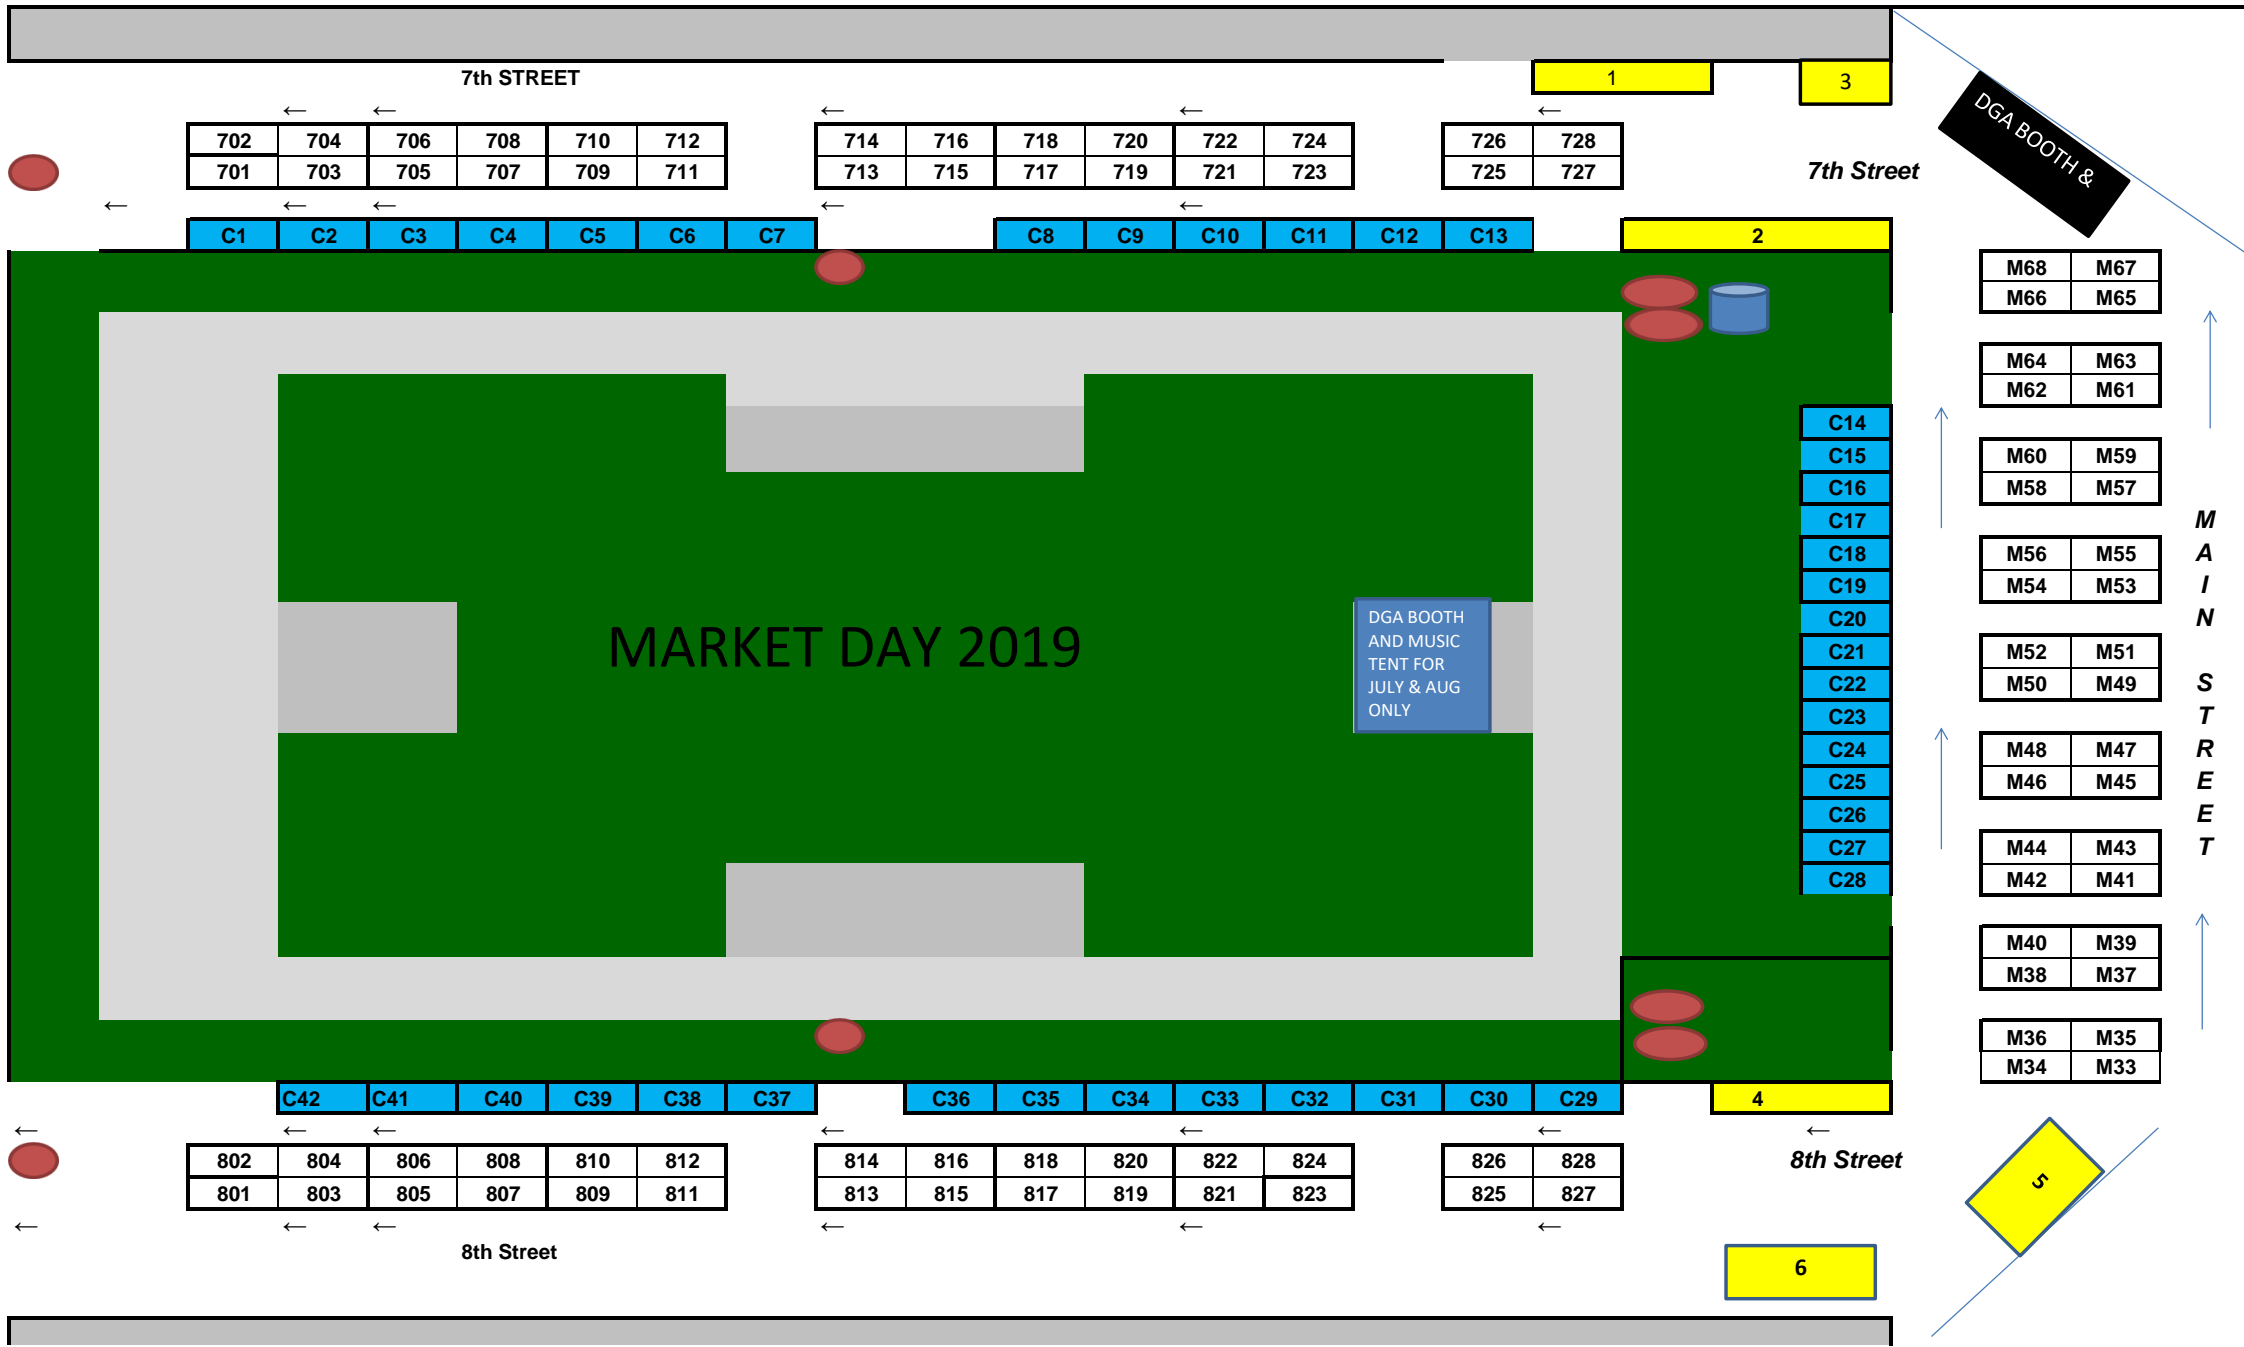 7th STREET
1
3
← ← ← ← ←
702 704 706 708 710 712 714 716 718 720 722 724 726 728
701 703 705 707 709 711 713 715 717 719 721 723 725 727
7th Street
DGA BOOTH &
← ← ← ← ←
C1 C2 C3 C4 C5 C6 C7 C8 C9 C10 C11 C12 C13
2
M68 M67
M66 M65
M64 M63
M62 M61
C14
C15
C16
C17
C18
C19
C20
C21
C22
C23
C24
C25
C26
C27
C28
M60 M59
M58 M57
M56 M55
M54 M53
M52 M51
M50 M49
M48 M47
M46 M45
M44 M43
M42 M41
M40 M39
M38 M37
M36 M35
M34 M33
M
A
I
N
S
T
R
E
E
T
MARKET DAY 2019
DGA BOOTH
AND MUSIC
TENT FOR
JULY & AUG
ONLY
C42 C41 C40 C39 C38 C37 C36 C35 C34 C33 C32 C31 C30 C29
4
← ← ← ← ← ← ←
802 804 806 808 810 812 814 816 818 820 822 824 826 828
801 803 805 807 809 811 813 815 817 819 821 823 825 827
8th Street
5
← ← ← ← ← ←
8th Street
6